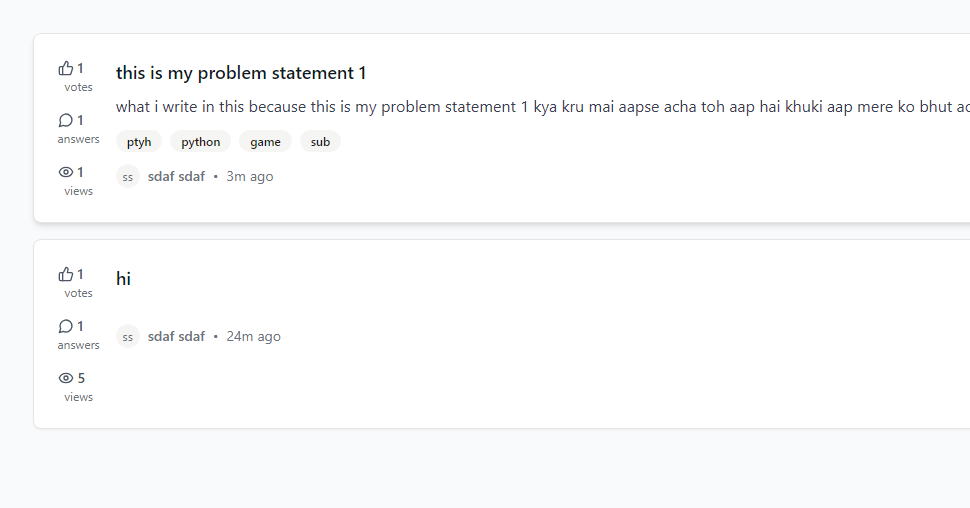 1
votes
1
answers
1
views
this is my problem statement 1
what i write in this because this is my problem statement 1 kya kru mai aapse acha toh aap hai khuki aap mere ko bhut
ptyh python game sub
ss sdaf sdaf • 3m ago
1
votes
1
answers
5
views
hi
ss sdaf sdaf • 24m ago